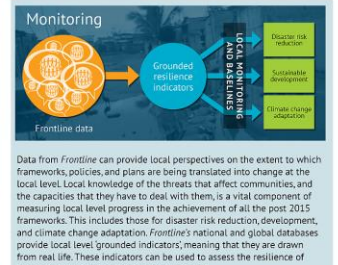 Monitoring
Frontline data
Grounded
resilience
indicators
LOCAL MONITORING
AND BASELINES
Disaster risk
reduction
Sustainable
development
Climate change
adaptation
Data from Frontline can provide local perspectives on the extent to which
frameworks, policies, and plans are being translated into change at the
local level. Local knowledge of the threats that affect communities, and
the capacities that they have to deal with them, is a vital component of
measuring local progress in the achievement of all the post 2015
frameworks. This includes those for disaster risk reduction, development,
and climate change adaptation. Frontline's national and global databases
provide local 'grounded indicators', meaning that they are drawn
from real life. These indicators can be used to assess the resilience of